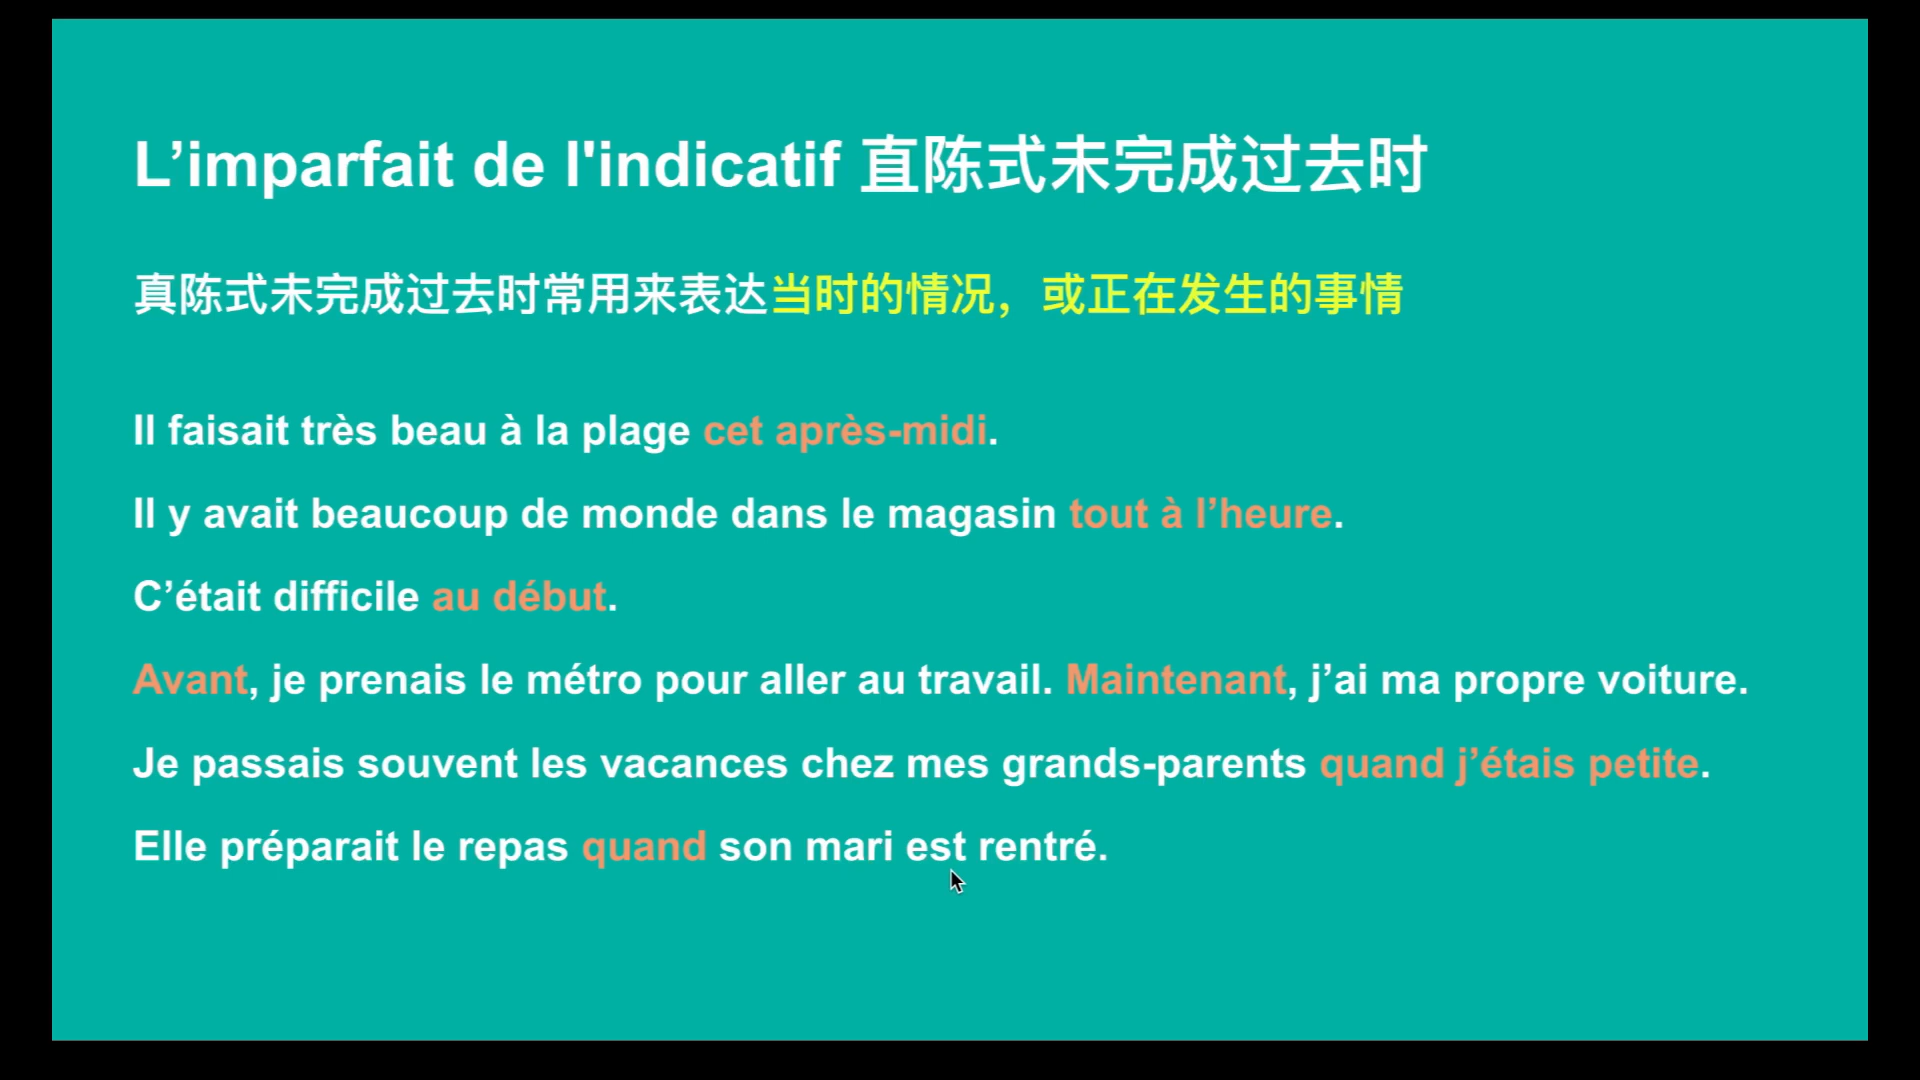 L’imparfait de l'indicatif 直陈式未完成过去时
真陈式未完成过去时常用来表达当时的情况，或正在发生的事情
Il faisait très beau à la plage cet après-midi.
Il y avait beaucoup de monde dans le magasin tout à l’heure.
C’était difficile au début.
Avant, je prenais le métro pour aller au travail. Maintenant, j’ai ma propre voiture.
Je passais souvent les vacances chez mes grands-parents quand j’étais petite.
Elle préparait le repas quand son mari est rentré.